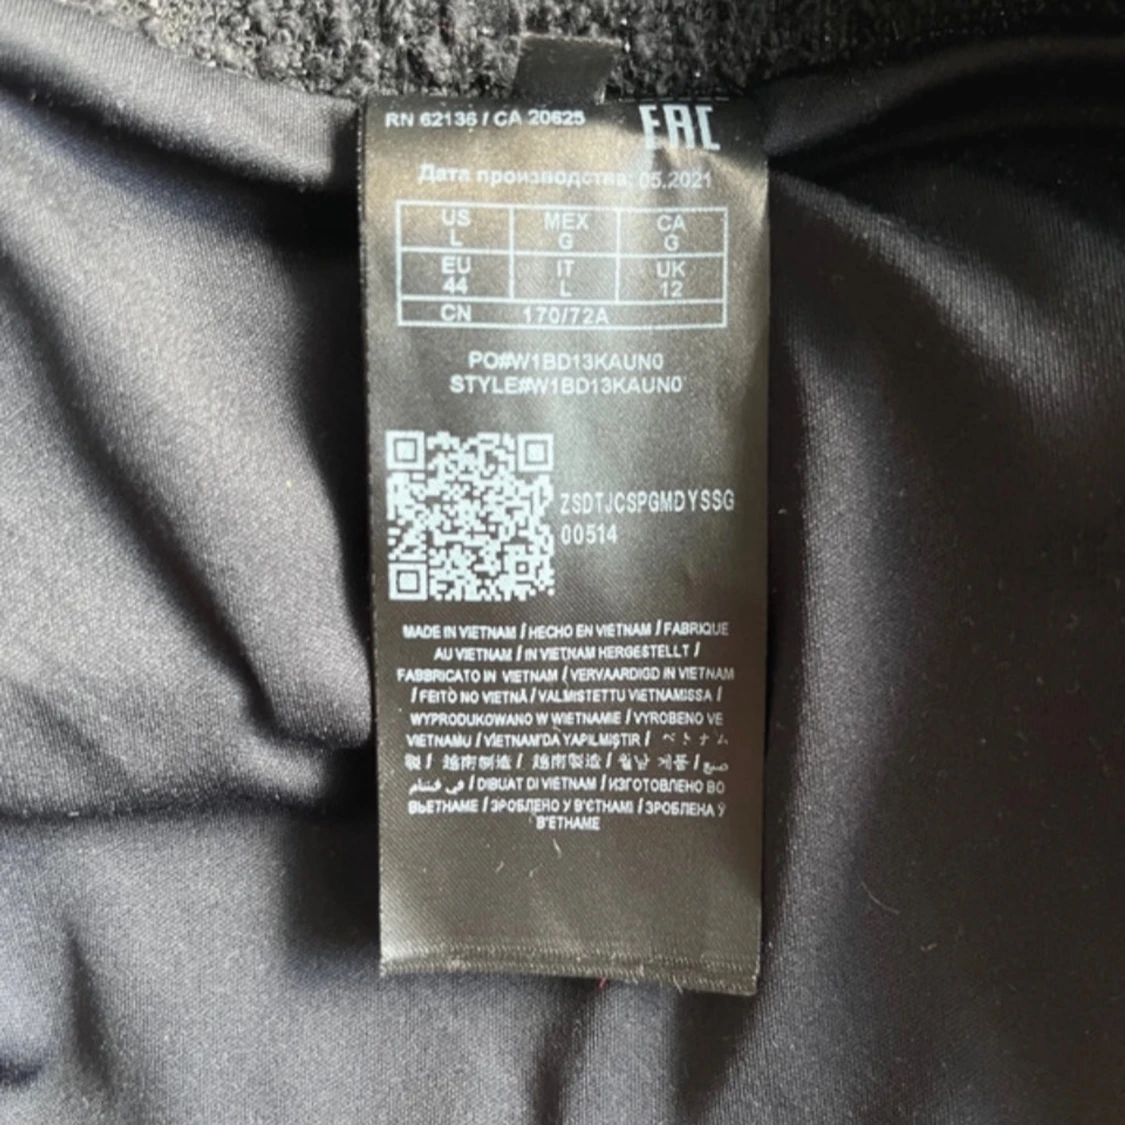 RN 62136 / CA 20625 EAC
Дата производства: 05.2021
US MEX CA
L G G
EU IT UK
44 L 12
CN 170/72A
PO#W1BD13KAUN0
STYLE#W1BD13KAUN0
ZSDTJCSPGMDYSSG
00514
MADE IN VIETNAM / HECHO EN VIETNAM / FABRIQUE
AU VIETNAM / IN VIETNAM HERGESTELLT /
FABBRICATO IN VIETNAM / VERVAARDIGD IN VIETNAM
/ FEITO NO VIETNÃ / VALMISTETTU VIETNAMISSA /
WYPRODUKOWANO W WIETNAMIE / VYROBENO VE
VIETNAMU / VIETNAM'DA YAPILMIŞTIR / ベトナム
製 / 越南制造 / 越南製造 / 월남 제품 / صنع
في فيتنام / DIBUAT DI VIETNAM / ИЗГОТОВЛЕНО ВО
ВЬЕТНАМЕ / ЗРОБЛЕНО У В'ЄТНАМІ / ЗРОБЛЕНА Ў
В'ЕТНАМЕ